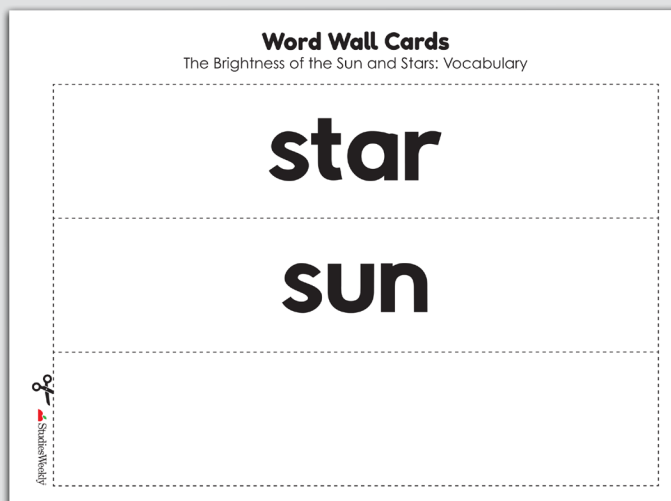 Word Wall Cards
The Brightness of the Sun and Stars: Vocabulary
star
sun
StudiesWeekly